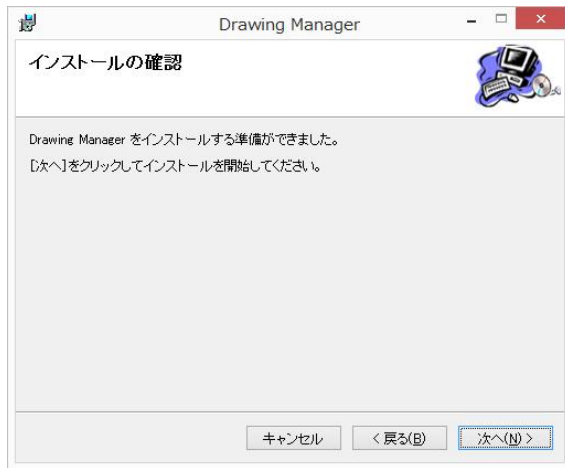 Drawing Manager
インストールの確認
Drawing Manager をインストールする準備ができました。
[次へ]をクリックしてインストールを開始してください。
キャンセル
< 戻る(B)
次へ(N) >